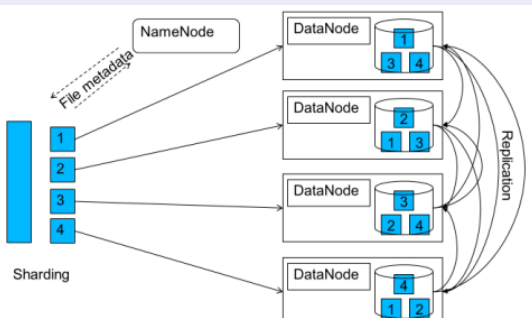 NameNode
File metadata
1
2
3
4
Sharding
DataNode
1
3 4
DataNode
2
1 3
DataNode
3
2 4
DataNode
4
1 2
Replication